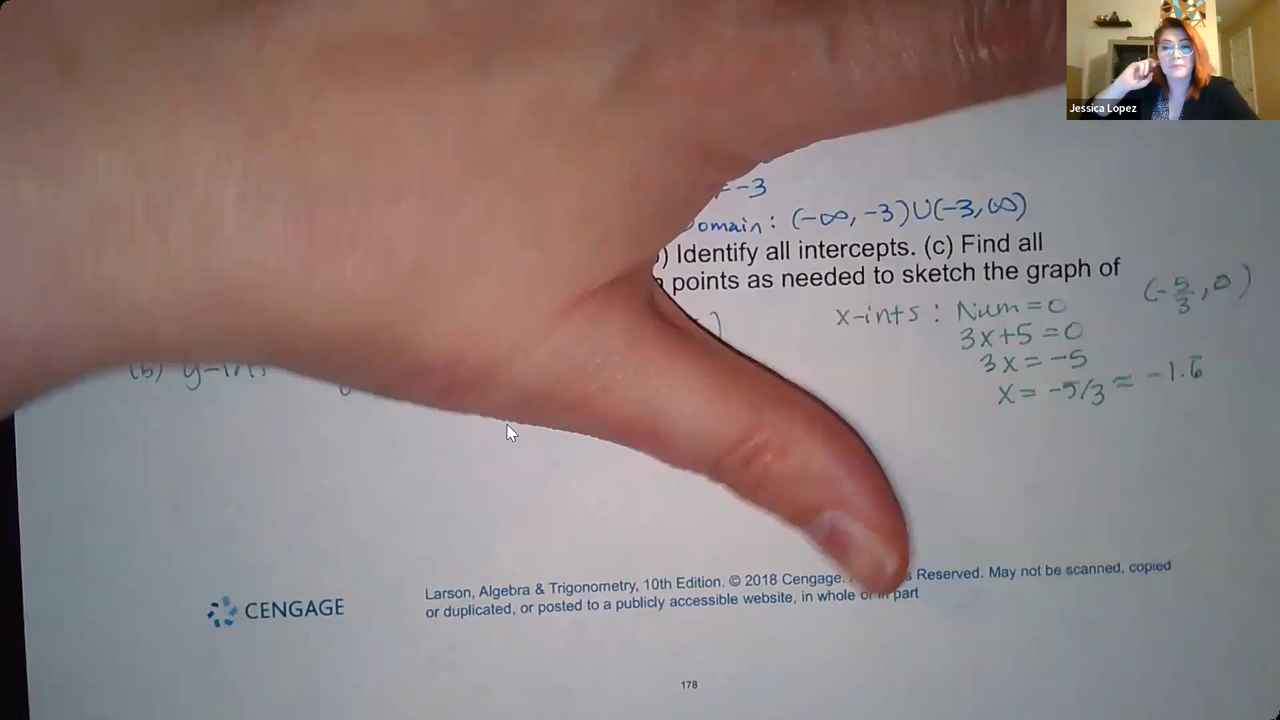 Jessica Lopez
-3
Domain: (-∞, -3)∪(-3,∞)
) Identify all intercepts. (c) Find all
points as needed to sketch the graph of
(-5/3, 0)
x-ints: Num=0
3x+5=0
3x=-5
x=-5/3≈-1.6̄
(b) y-int:
CENGAGE
Larson, Algebra & Trigonometry, 10th Edition. © 2018 Cengage. Reserved. May not be scanned, copied
or duplicated, or posted to a publicly accessible website, in whole or in part
178